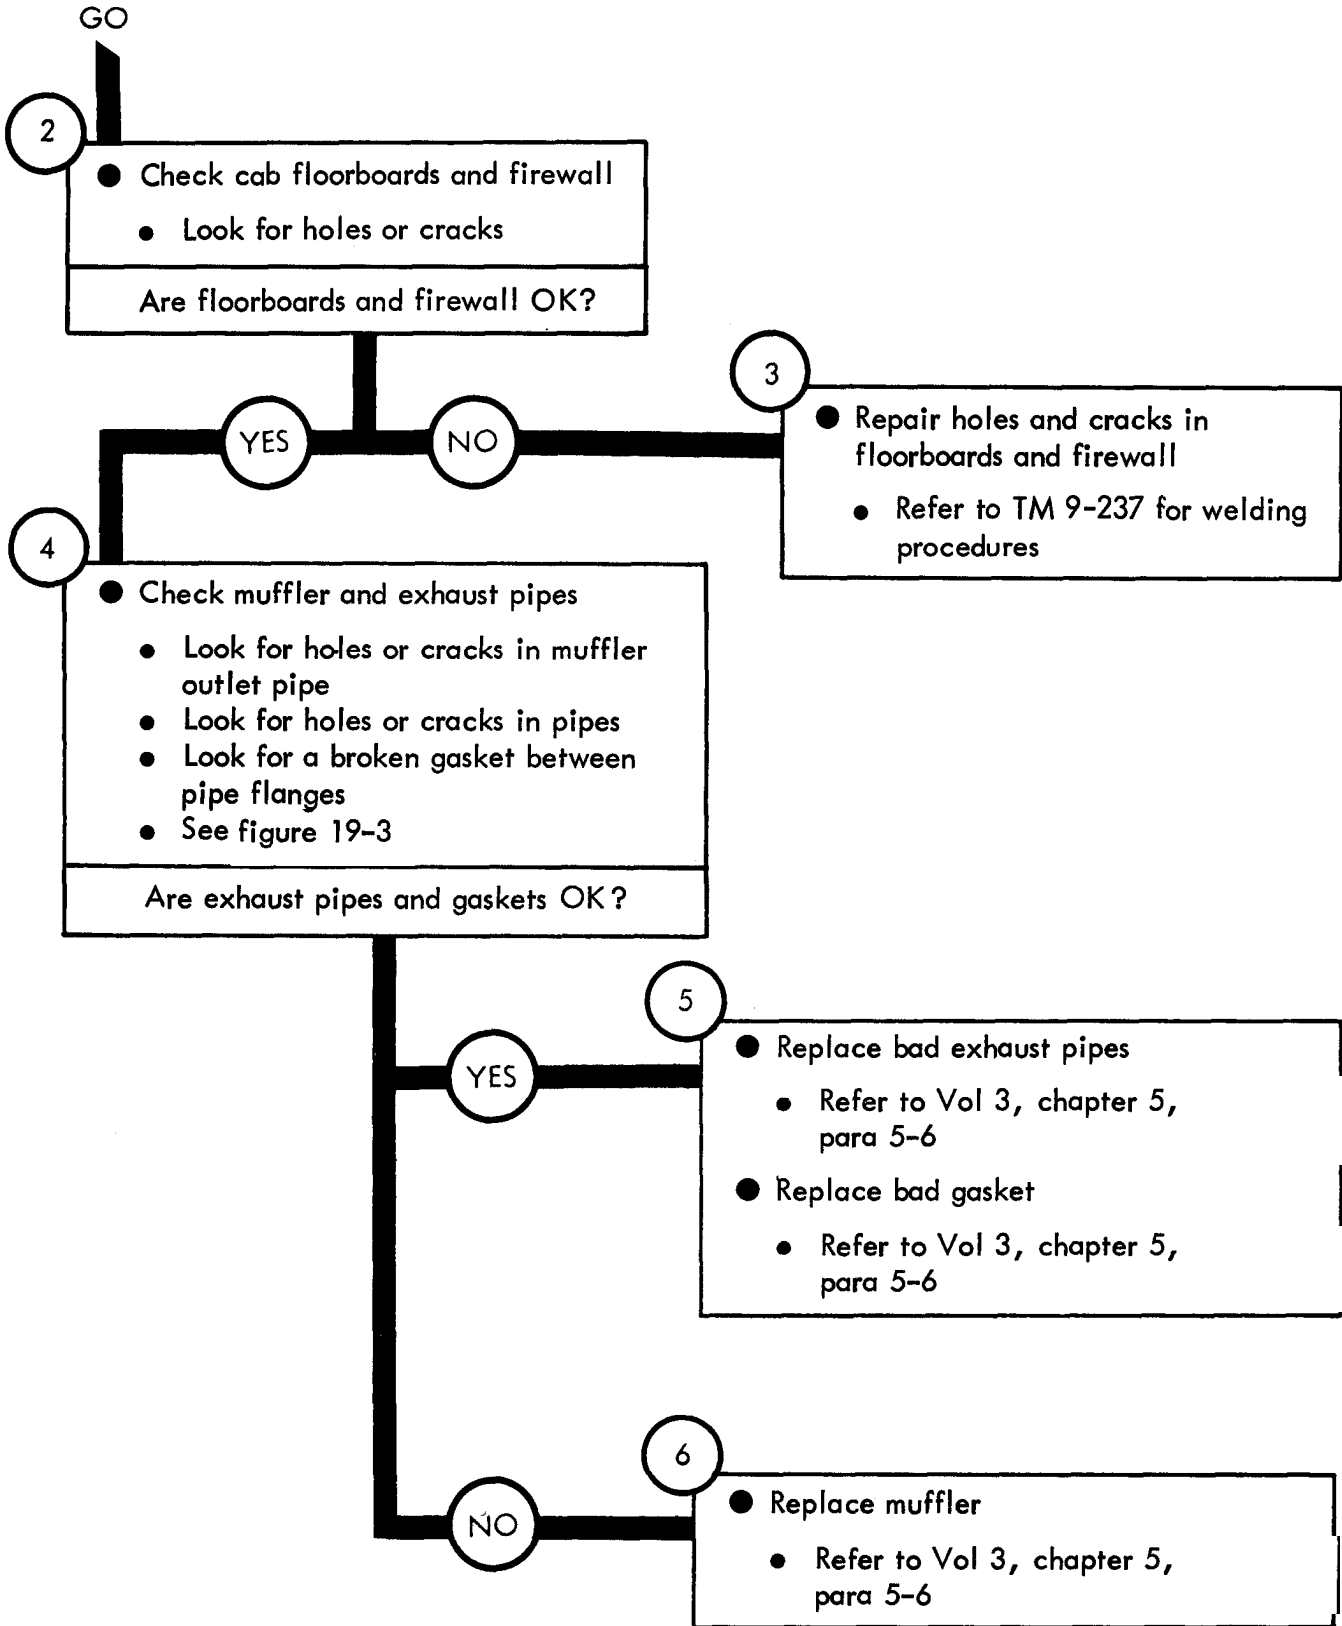 GO
2
● Check cab floorboards and firewall
● Look for holes or cracks
Are floorboards and firewall OK?
YES
NO
3
● Repair holes and cracks in
floorboards and firewall
● Refer to TM 9-237 for welding
procedures
4
● Check muffler and exhaust pipes
● Look for holes or cracks in muffler
outlet pipe
● Look for holes or cracks in pipes
● Look for a broken gasket between
pipe flanges
● See figure 19-3
Are exhaust pipes and gaskets OK?
YES
5
● Replace bad exhaust pipes
● Refer to Vol 3, chapter 5,
para 5-6
● Replace bad gasket
● Refer to Vol 3, chapter 5,
para 5-6
NO
6
● Replace muffler
● Refer to Vol 3, chapter 5,
para 5-6